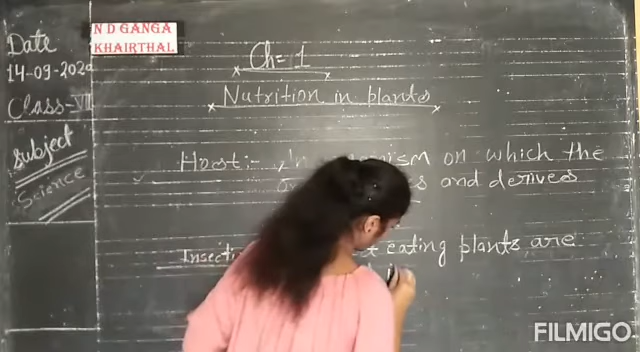 N D GANGA
KHAIRTHAL
Date
14-09-2020
Class-VII
Subject
Science
Ch-1
Nutrition in plants
Host:- on which the
and derives
Insect eating plants are
FILMIGO